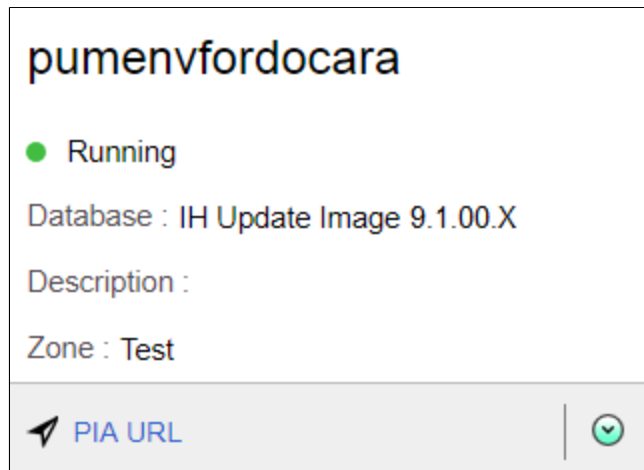 pumenvfordocara
Running
Database : IH Update Image 9.1.00.X
Description :
Zone : Test
PIA URL